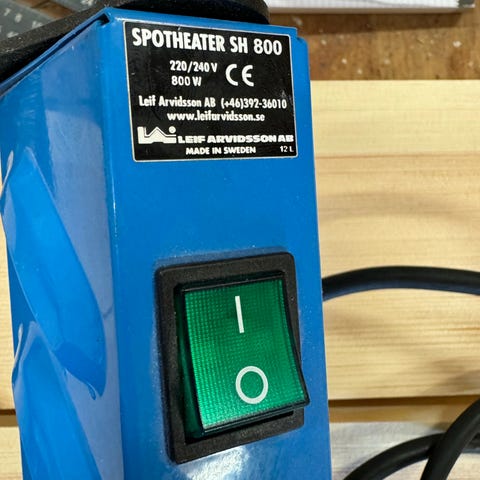 SPOTHEATER SH 800
220/240 V
800 W CE
Leif Arvidsson AB (+46)392-36010
www.leifarvidsson.se
LEIF ARVIDSSON AB
MADE IN SWEDEN 12 L
I
O